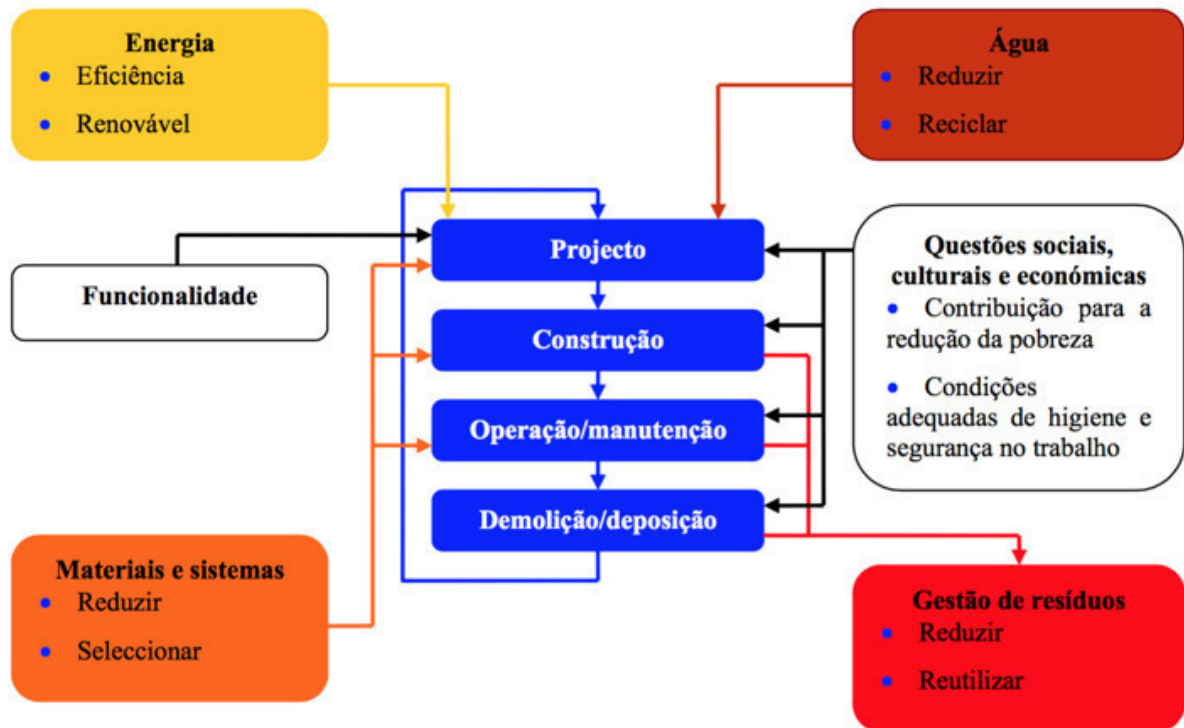 Energia
• Eficiência
• Renovável
Água
• Reduzir
• Reciclar
Projecto
Funcionalidade
Questões sociais,
culturais e económicas
• Contribuição para a
redução da pobreza
• Condições
adequadas de higiene e
segurança no trabalho
Construção
Operação/manutenção
Demolição/deposição
Materiais e sistemas
• Reduzir
• Seleccionar
Gestão de resíduos
• Reduzir
• Reutilizar